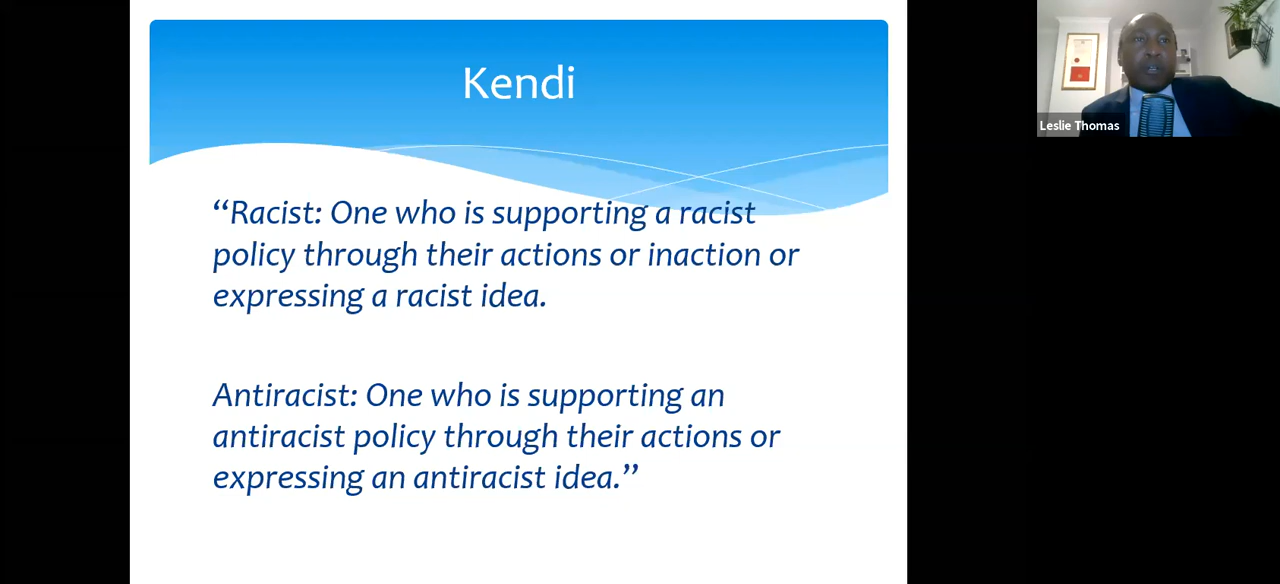 Kendi
“Racist: One who is supporting a racist
policy through their actions or inaction or
expressing a racist idea.
Antiracist: One who is supporting an
antiracist policy through their actions or
expressing an antiracist idea.”
Leslie Thomas